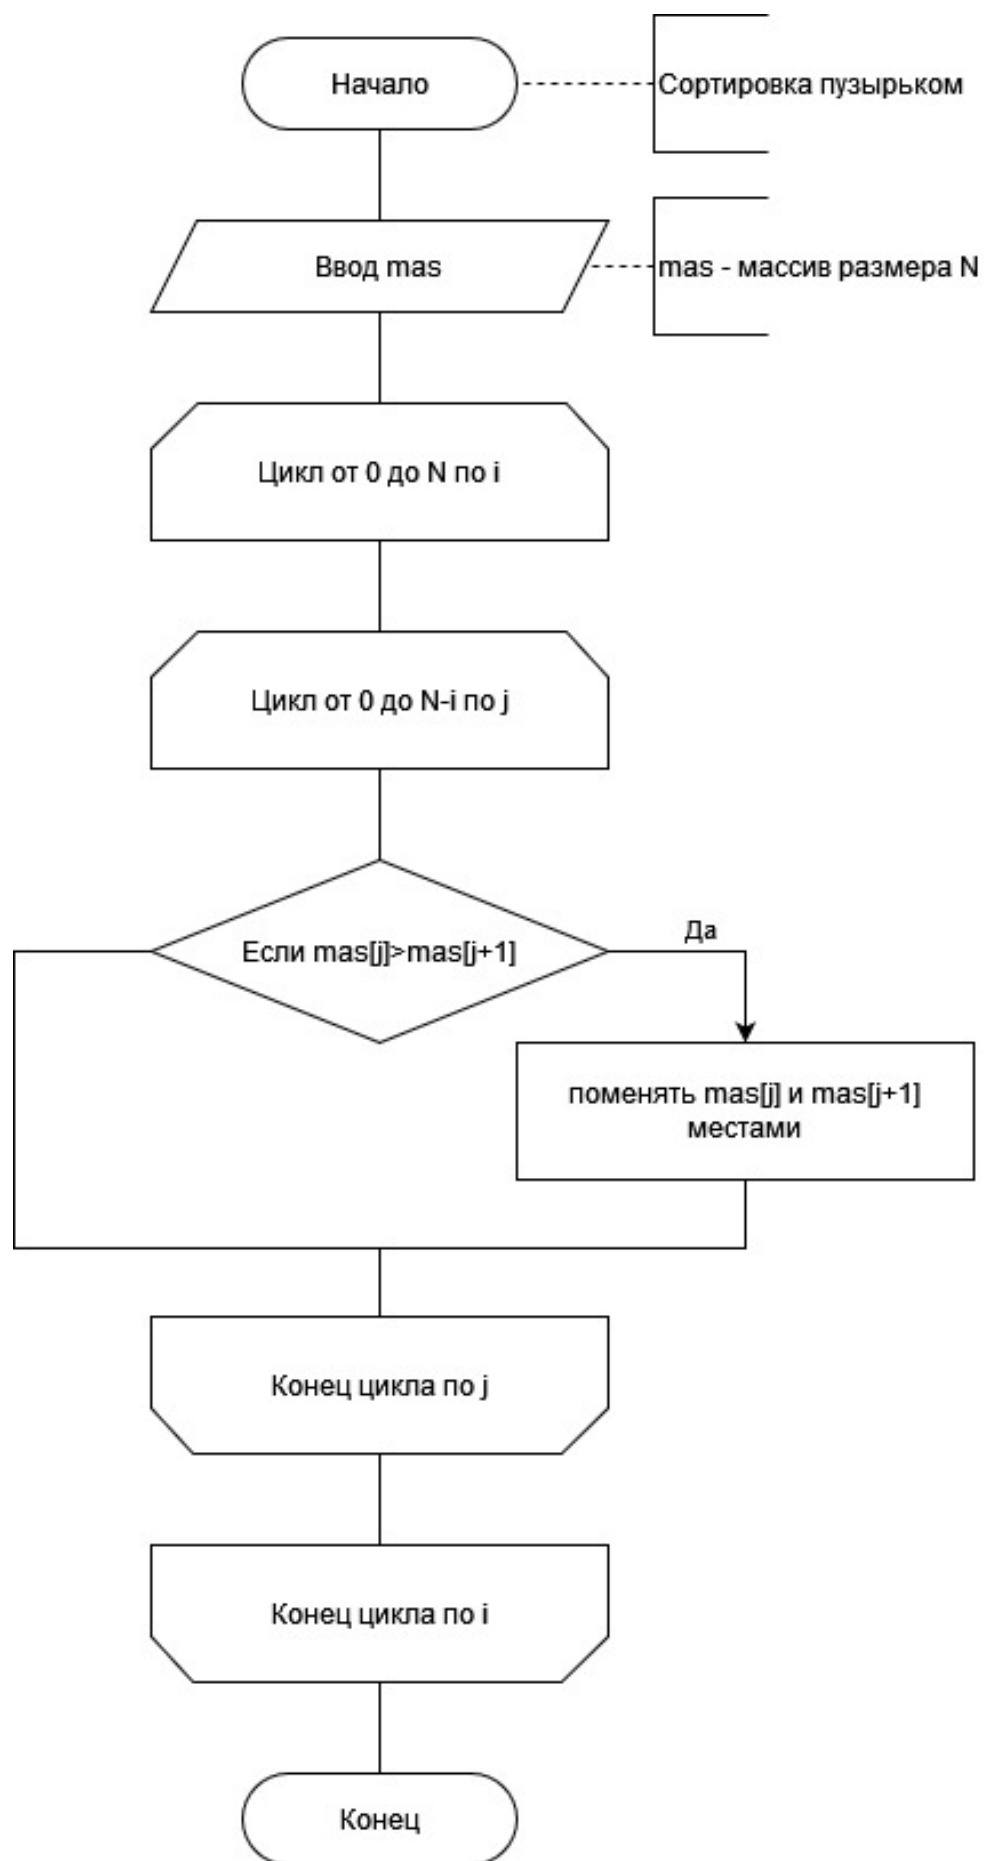 Начало
Сортировка пузырьком
Ввод mas
mas - массив размера N
Цикл от 0 до N по i
Цикл от 0 до N-i по j
Если mas[j]>mas[j+1]
Да
поменять mas[j] и mas[j+1]
местами
Конец цикла по j
Конец цикла по i
Конец